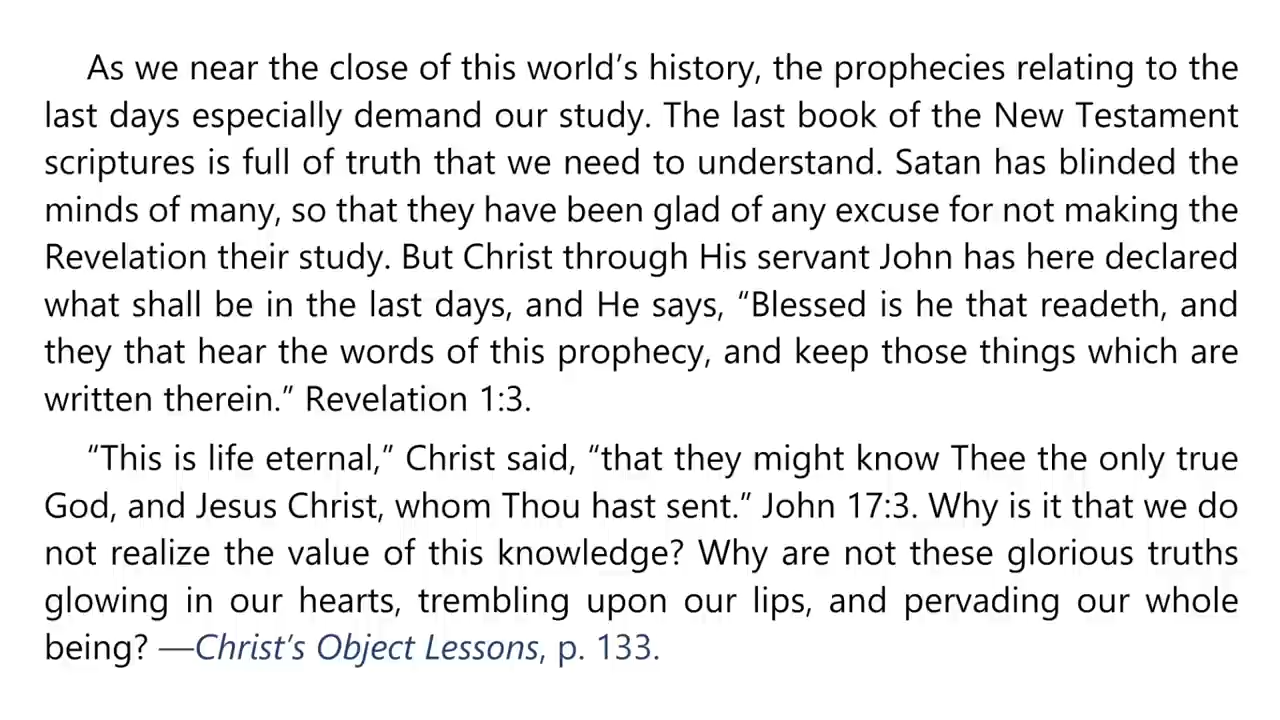 As we near the close of this world’s history, the prophecies relating to the
last days especially demand our study. The last book of the New Testament
scriptures is full of truth that we need to understand. Satan has blinded the
minds of many, so that they have been glad of any excuse for not making the
Revelation their study. But Christ through His servant John has here declared
what shall be in the last days, and He says, “Blessed is he that readeth, and
they that hear the words of this prophecy, and keep those things which are
written therein.” Revelation 1:3.
“This is life eternal,” Christ said, “that they might know Thee the only true
God, and Jesus Christ, whom Thou hast sent.” John 17:3. Why is it that we do
not realize the value of this knowledge? Why are not these glorious truths
glowing in our hearts, trembling upon our lips, and pervading our whole
being? —Christ’s Object Lessons, p. 133.